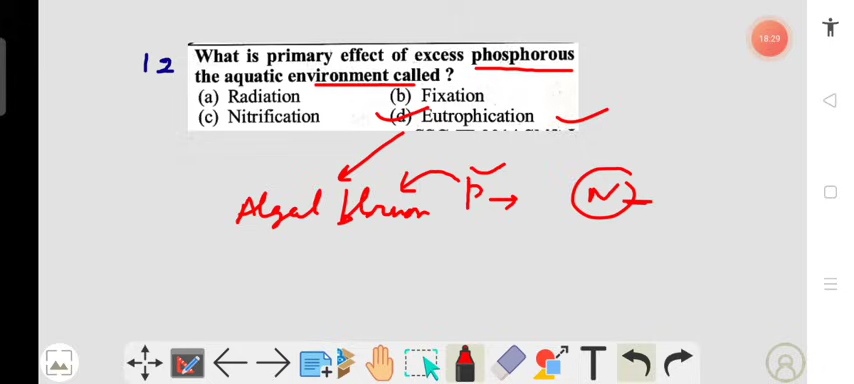 18:29
12
What is primary effect of excess phosphorous
the aquatic environment called ?
(a) Radiation (b) Fixation
(c) Nitrification (d) Eutrophication
Algal bloom P → N
T